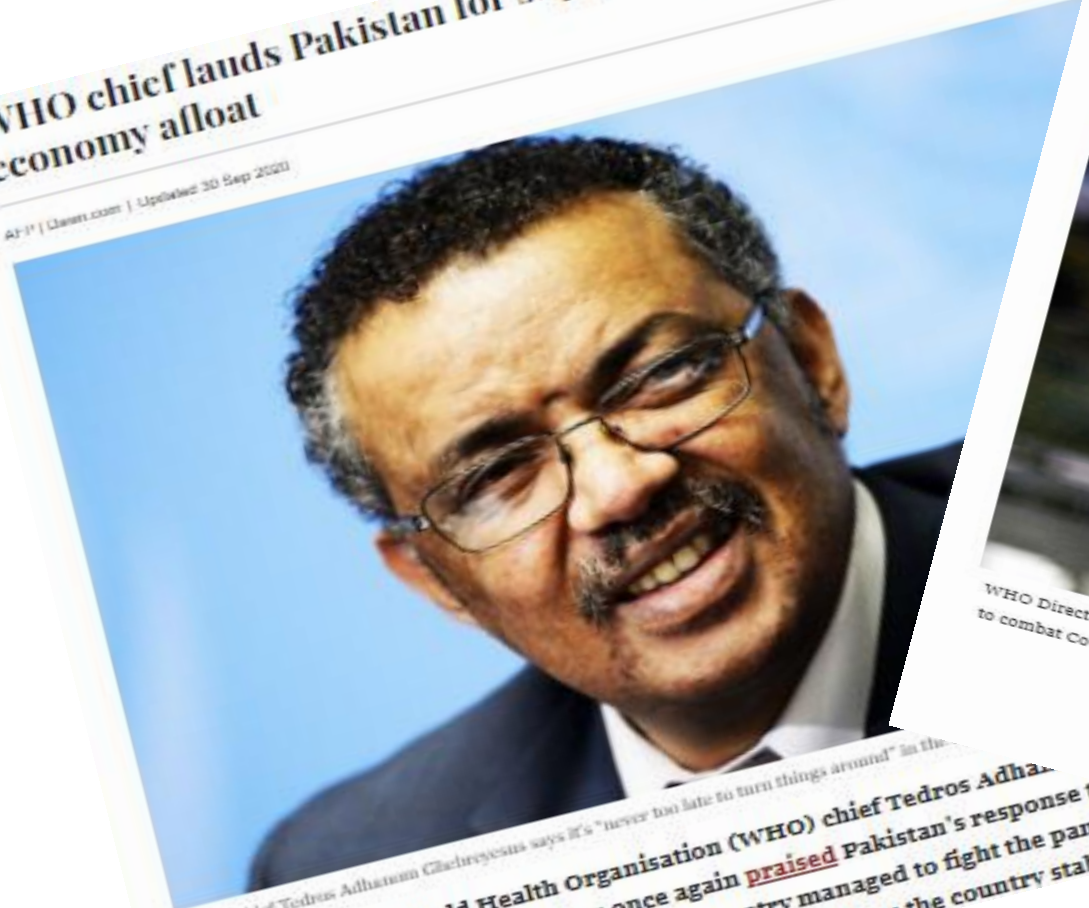 WHO chief lauds Pakistan for
economy afloat
AFP | Dawn.com | Updated 30 Sep 2020
WHO Direct
to combat Co
Tedros Adhanom Ghebreyesus says it's "never too late to turn things around" in the
Health Organisation (WHO) chief Tedros Adhan
once again praised Pakistan's response
managed to fight the pan
the country sta